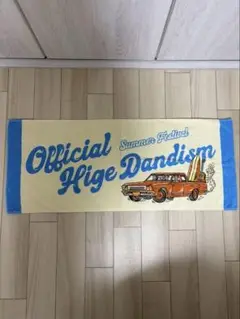 Summer Festival
Official
Hige Dandism